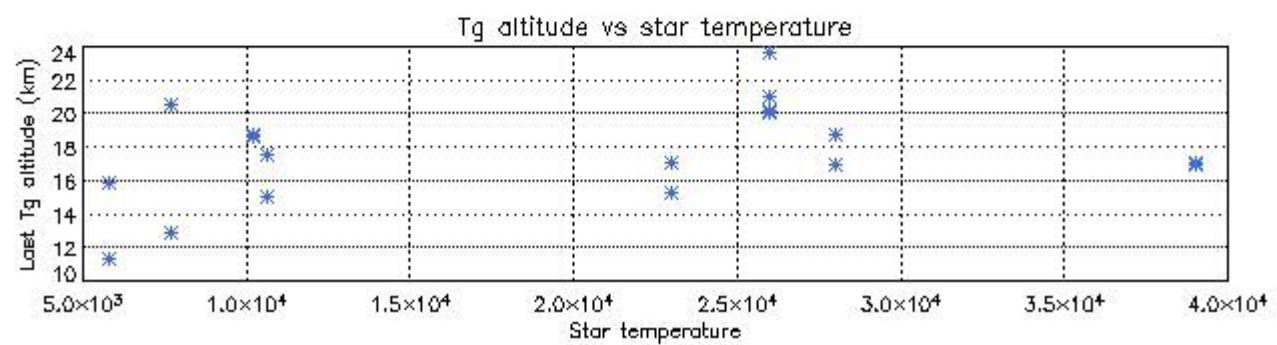 Tg altitude vs star temperature
Last Tg altitude (km)
24
22
20
18
16
14
12
10
5.0×10³ 1.0×10⁴ 1.5×10⁴ 2.0×10⁴ 2.5×10⁴ 3.0×10⁴ 3.5×10⁴ 4.0×10⁴
Star temperature